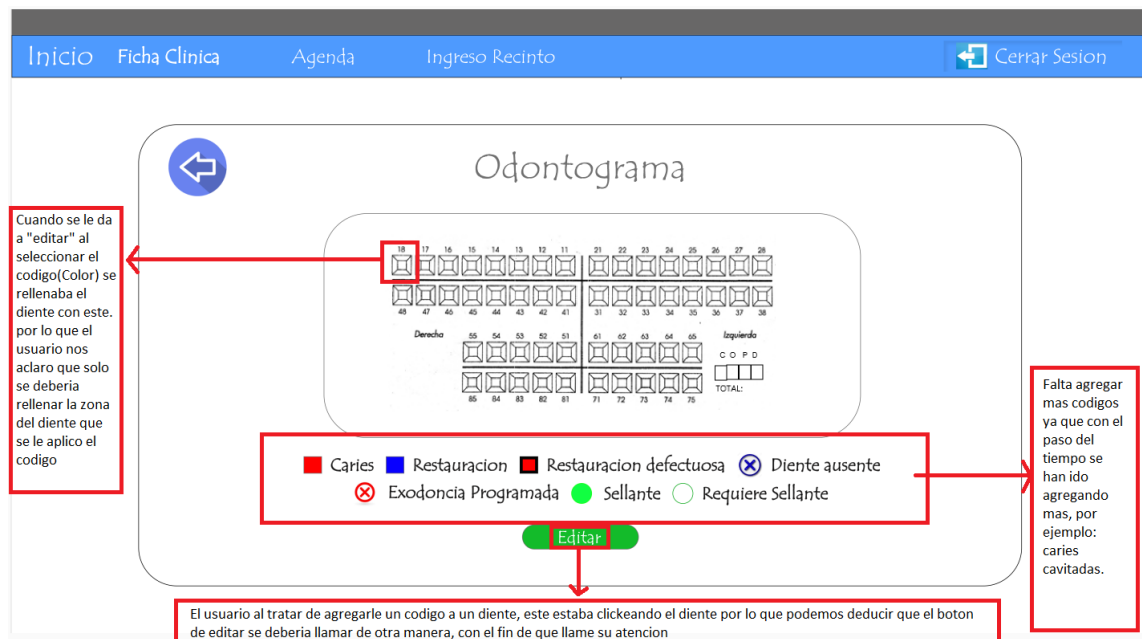 Inicio Ficha Clinica Agenda Ingreso Recinto Cerrar Sesion
Odontograma
Cuando se le da
a "editar" al
seleccionar el
codigo(Color) se
rellenaba el
diente con este.
por lo que el
usuario nos
aclaro que solo
se deberia
rellenar la zona
del diente que
se le aplico el
codigo
18 17 16 15 14 13 12 11 21 22 23 24 25 26 27 28
48 47 46 45 44 43 42 41 31 32 33 34 35 36 37 38
Derecha 55 54 53 52 51 61 62 63 64 65 Izquierda
C O P D
TOTAL:
85 84 83 82 81 71 72 73 74 75
Caries Restauracion Restauracion defectuosa Diente ausente
Exodoncia Programada Sellante Requiere Sellante
Editar
Falta agregar
mas codigos
ya que con el
paso del
tiempo se
han ido
agregando
mas, por
ejemplo:
caries
cavitadas.
El usuario al tratar de agregarle un codigo a un diente, este estaba clickeando el diente por lo que podemos deducir que el boton
de editar se deberia llamar de otra manera, con el fin de que llame su atencion